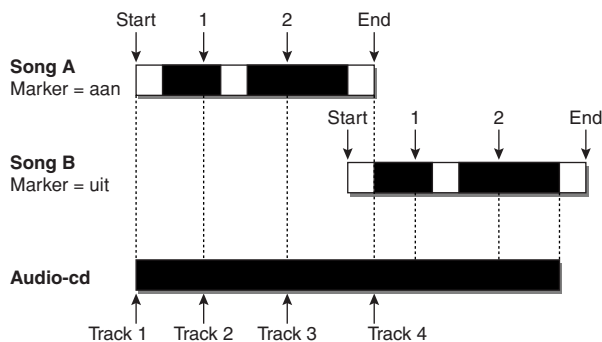 Start 1 2 End
Song A
Marker = aan
Start 1 2 End
Song B
Marker = uit
Audio-cd
Track 1 Track 2 Track 3 Track 4